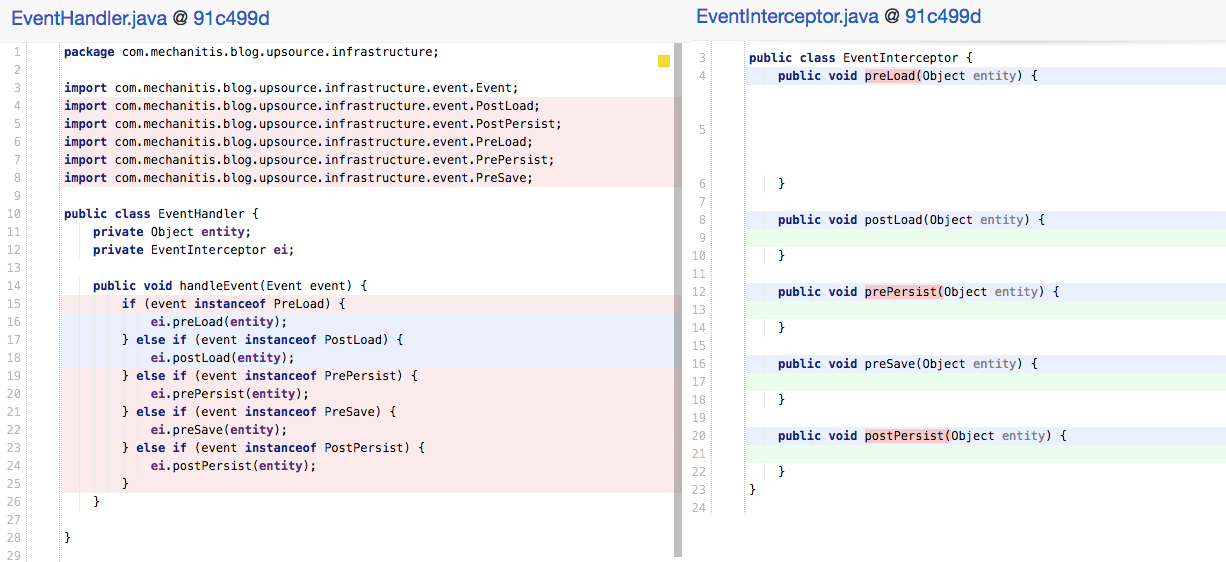 EventHandler.java @ 91c499d
1 package com.mechanitis.blog.upsource.infrastructure;
2
3 import com.mechanitis.blog.upsource.infrastructure.event.Event;
4 import com.mechanitis.blog.upsource.infrastructure.event.PostLoad;
5 import com.mechanitis.blog.upsource.infrastructure.event.PostPersist;
6 import com.mechanitis.blog.upsource.infrastructure.event.PreLoad;
7 import com.mechanitis.blog.upsource.infrastructure.event.PrePersist;
8 import com.mechanitis.blog.upsource.infrastructure.event.PreSave;
9
10 public class EventHandler {
11 private Object entity;
12 private EventInterceptor ei;
13
14 public void handleEvent(Event event) {
15 if (event instanceof PreLoad) {
16 ei.preLoad(entity);
17 } else if (event instanceof PostLoad) {
18 ei.postLoad(entity);
19 } else if (event instanceof PrePersist) {
20 ei.prePersist(entity);
21 } else if (event instanceof PreSave) {
22 ei.preSave(entity);
23 } else if (event instanceof PostPersist) {
24 ei.postPersist(entity);
25 }
26 }
27
28 }
29
EventInterceptor.java @ 91c499d
3 public class EventInterceptor {
4 public void preLoad(Object entity) {
5
6 }
7
8 public void postLoad(Object entity) {
9
10 }
11
12 public void prePersist(Object entity) {
13
14 }
15
16 public void preSave(Object entity) {
17
18 }
19
20 public void postPersist(Object entity) {
21
22 }
23 }
24